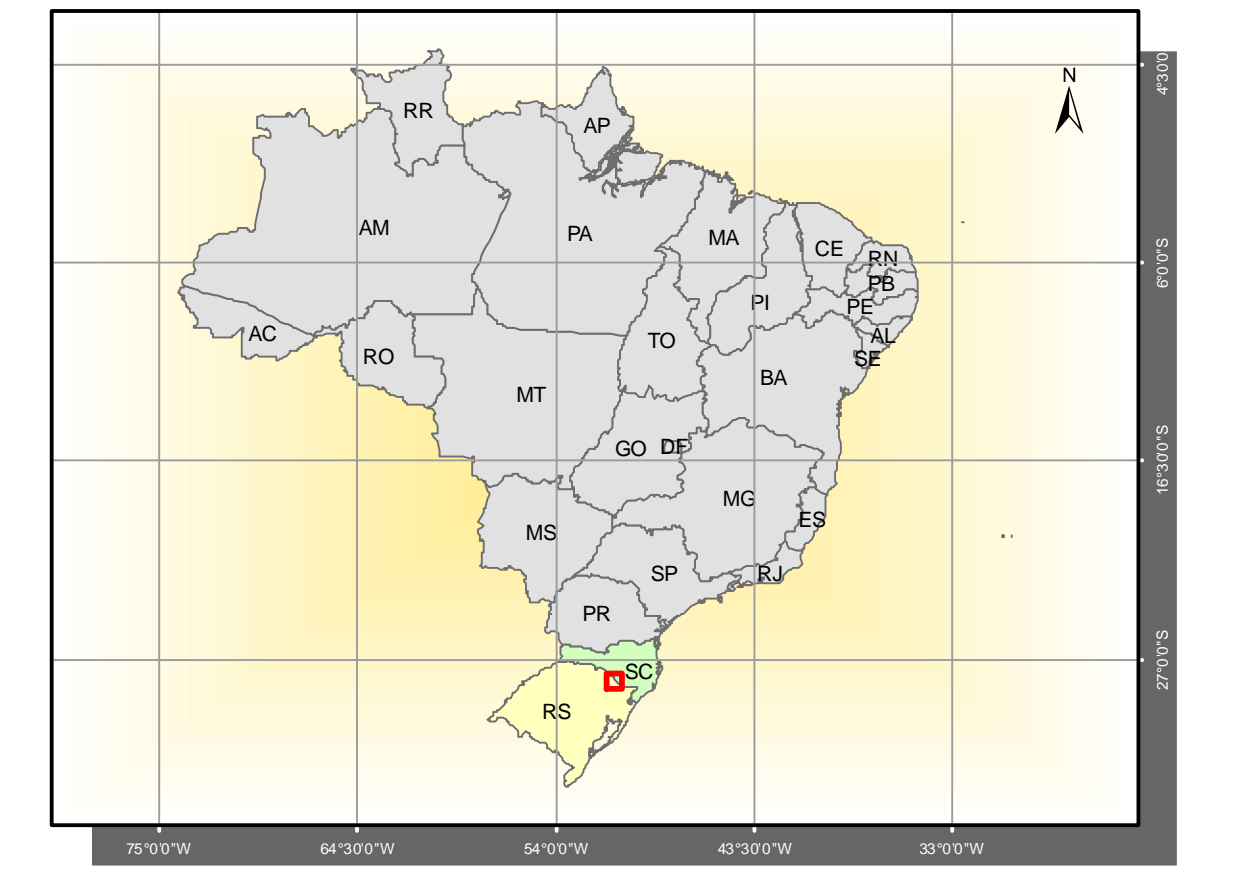 N
4°30'0
RR
AP
AM
PA
MA
CE
RN
6°0'0"S
PB
PI
PE
AC
AL
TO
RO
SE
BA
MT
GO
DF
16°30'0"S
MG
ES
MS
SP
RJ
PR
SC
27°0'0"S
RS
75°0'0"W
64°30'0"W
54°0'0"W
43°30'0"W
33°0'0"W